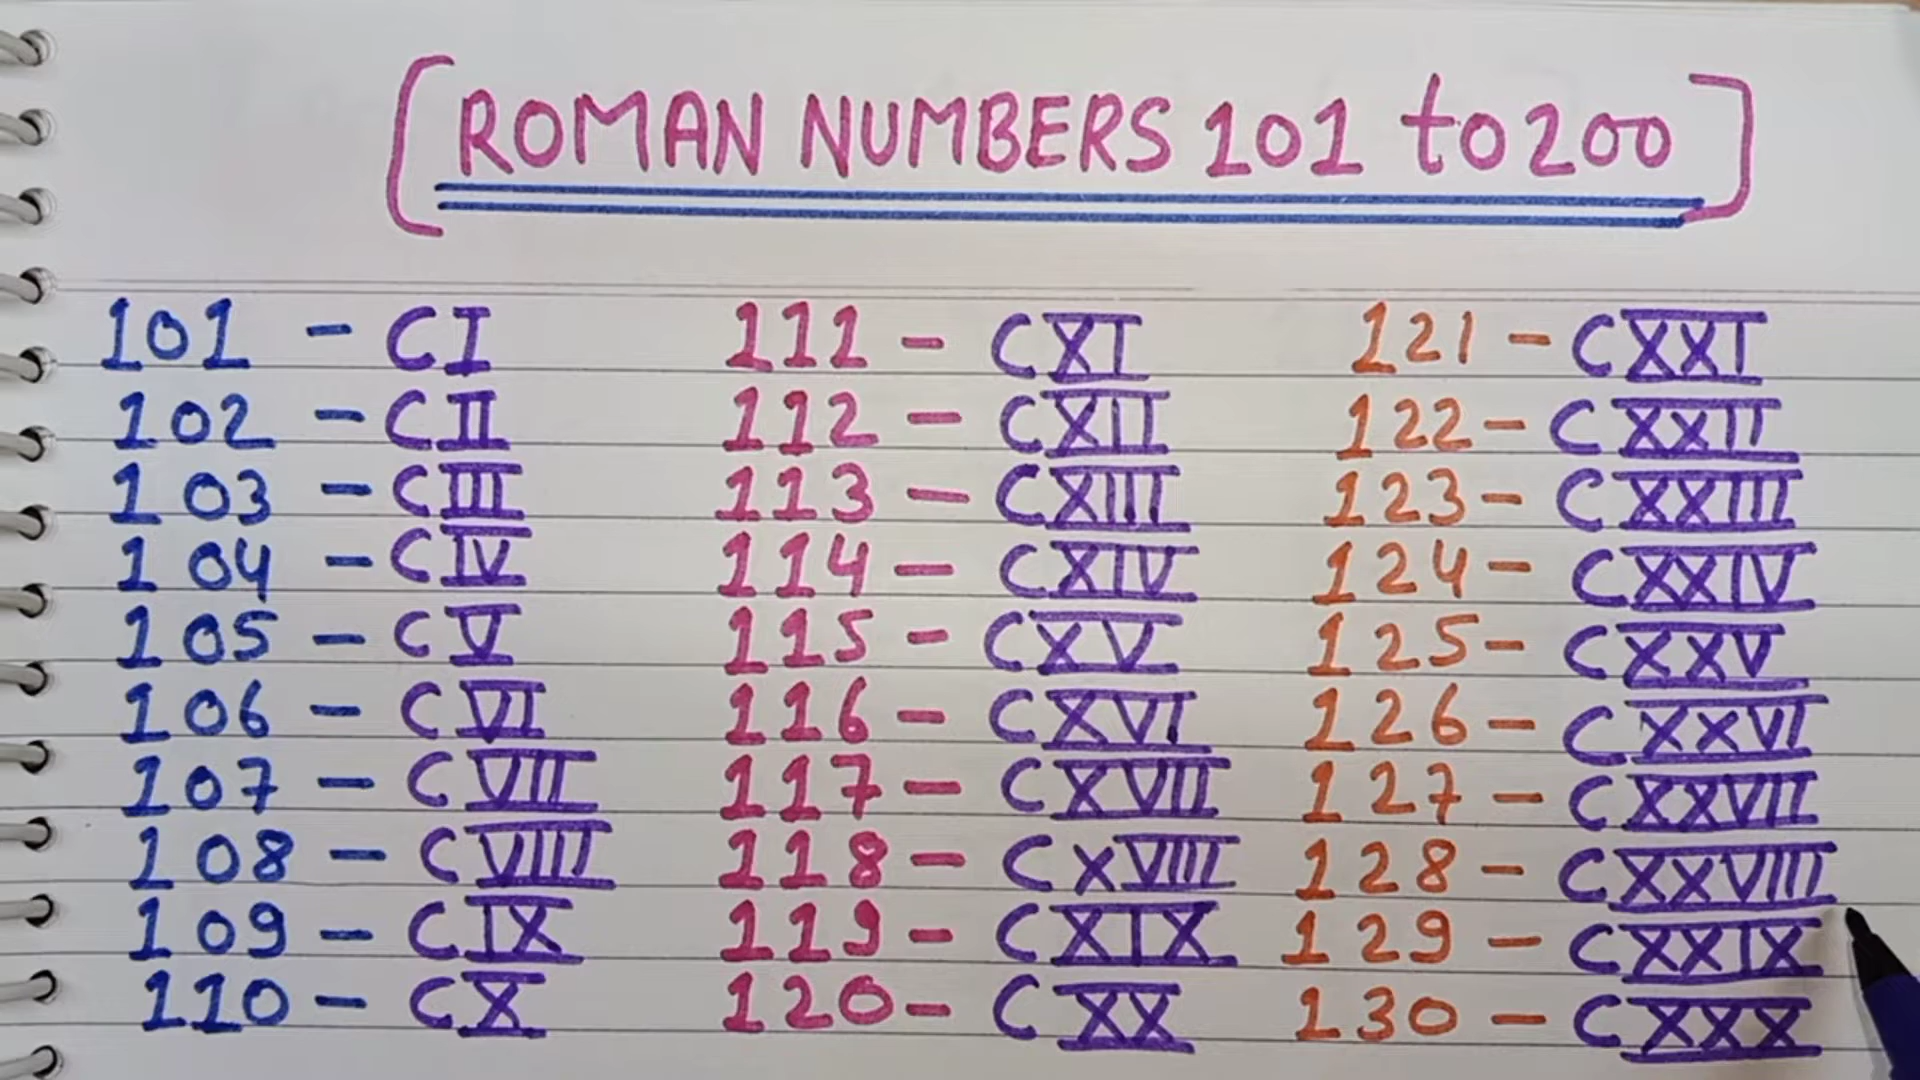 [ROMAN NUMBERS 101 to 200]
101 - CI 111 - CXI 121 - CXXI
102 - CII 112 - CXII 122 - CXXII
103 - CIII 113 - CXIII 123 - CXXIII
104 - CIV 114 - CXIV 124 - CXXIV
105 - CV 115 - CXV 125 - CXXV
106 - CVI 116 - CXVI 126 - CXXVI
107 - CVII 117 - CXVII 127 - CXXVII
108 - CVIII 118 - CXVIII 128 - CXXVIII
109 - CIX 119 - CXIX 129 - CXXIX
110 - CX 120 - CXX 130 - CXXX